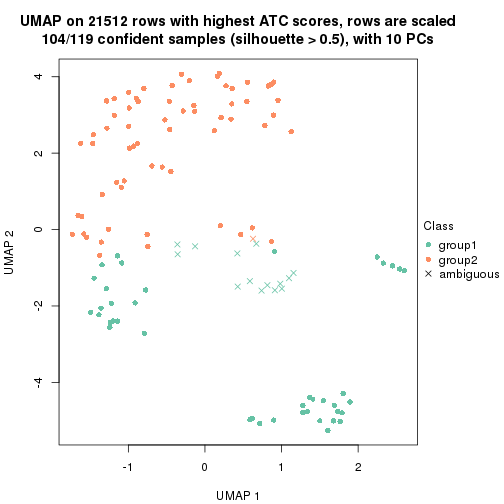 UMAP on 21512 rows with highest ATC scores, rows are scaled
104/119 confident samples (silhouette > 0.5), with 10 PCs
4
2
0
-2
-4
UMAP 2
-1
0
1
2
UMAP 1
Class
group1
group2
ambiguous